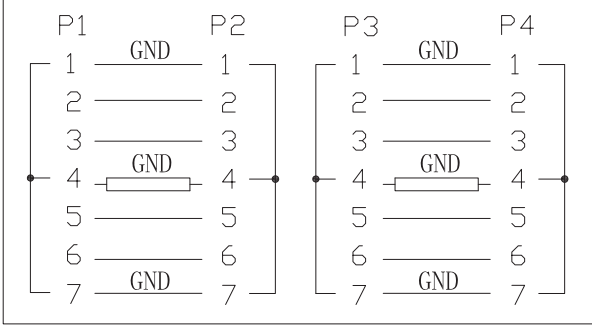 P1 P2 P3 P4
1 GND 1 1 GND 1
2 2 2 2
3 3 3 3
4 GND 4 4 GND 4
5 5 5 5
6 6 6 6
7 GND 7 7 GND 7